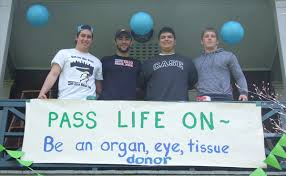 CASE
PASS LIFE ON~
Be an organ, eye, tissue
donor